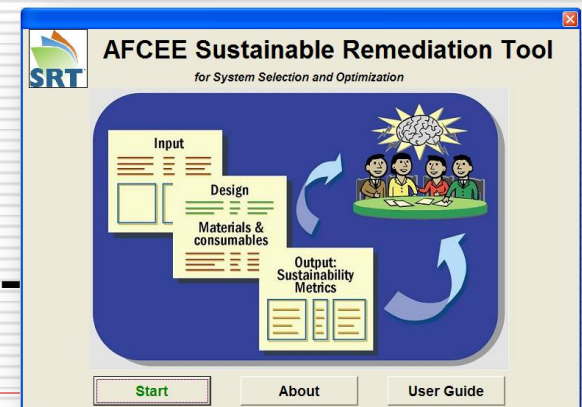 SRT
AFCEE Sustainable Remediation Tool
for System Selection and Optimization
Input
Design
Materials &
consumables
Output:
Sustainability
Metrics
Start
About
User Guide